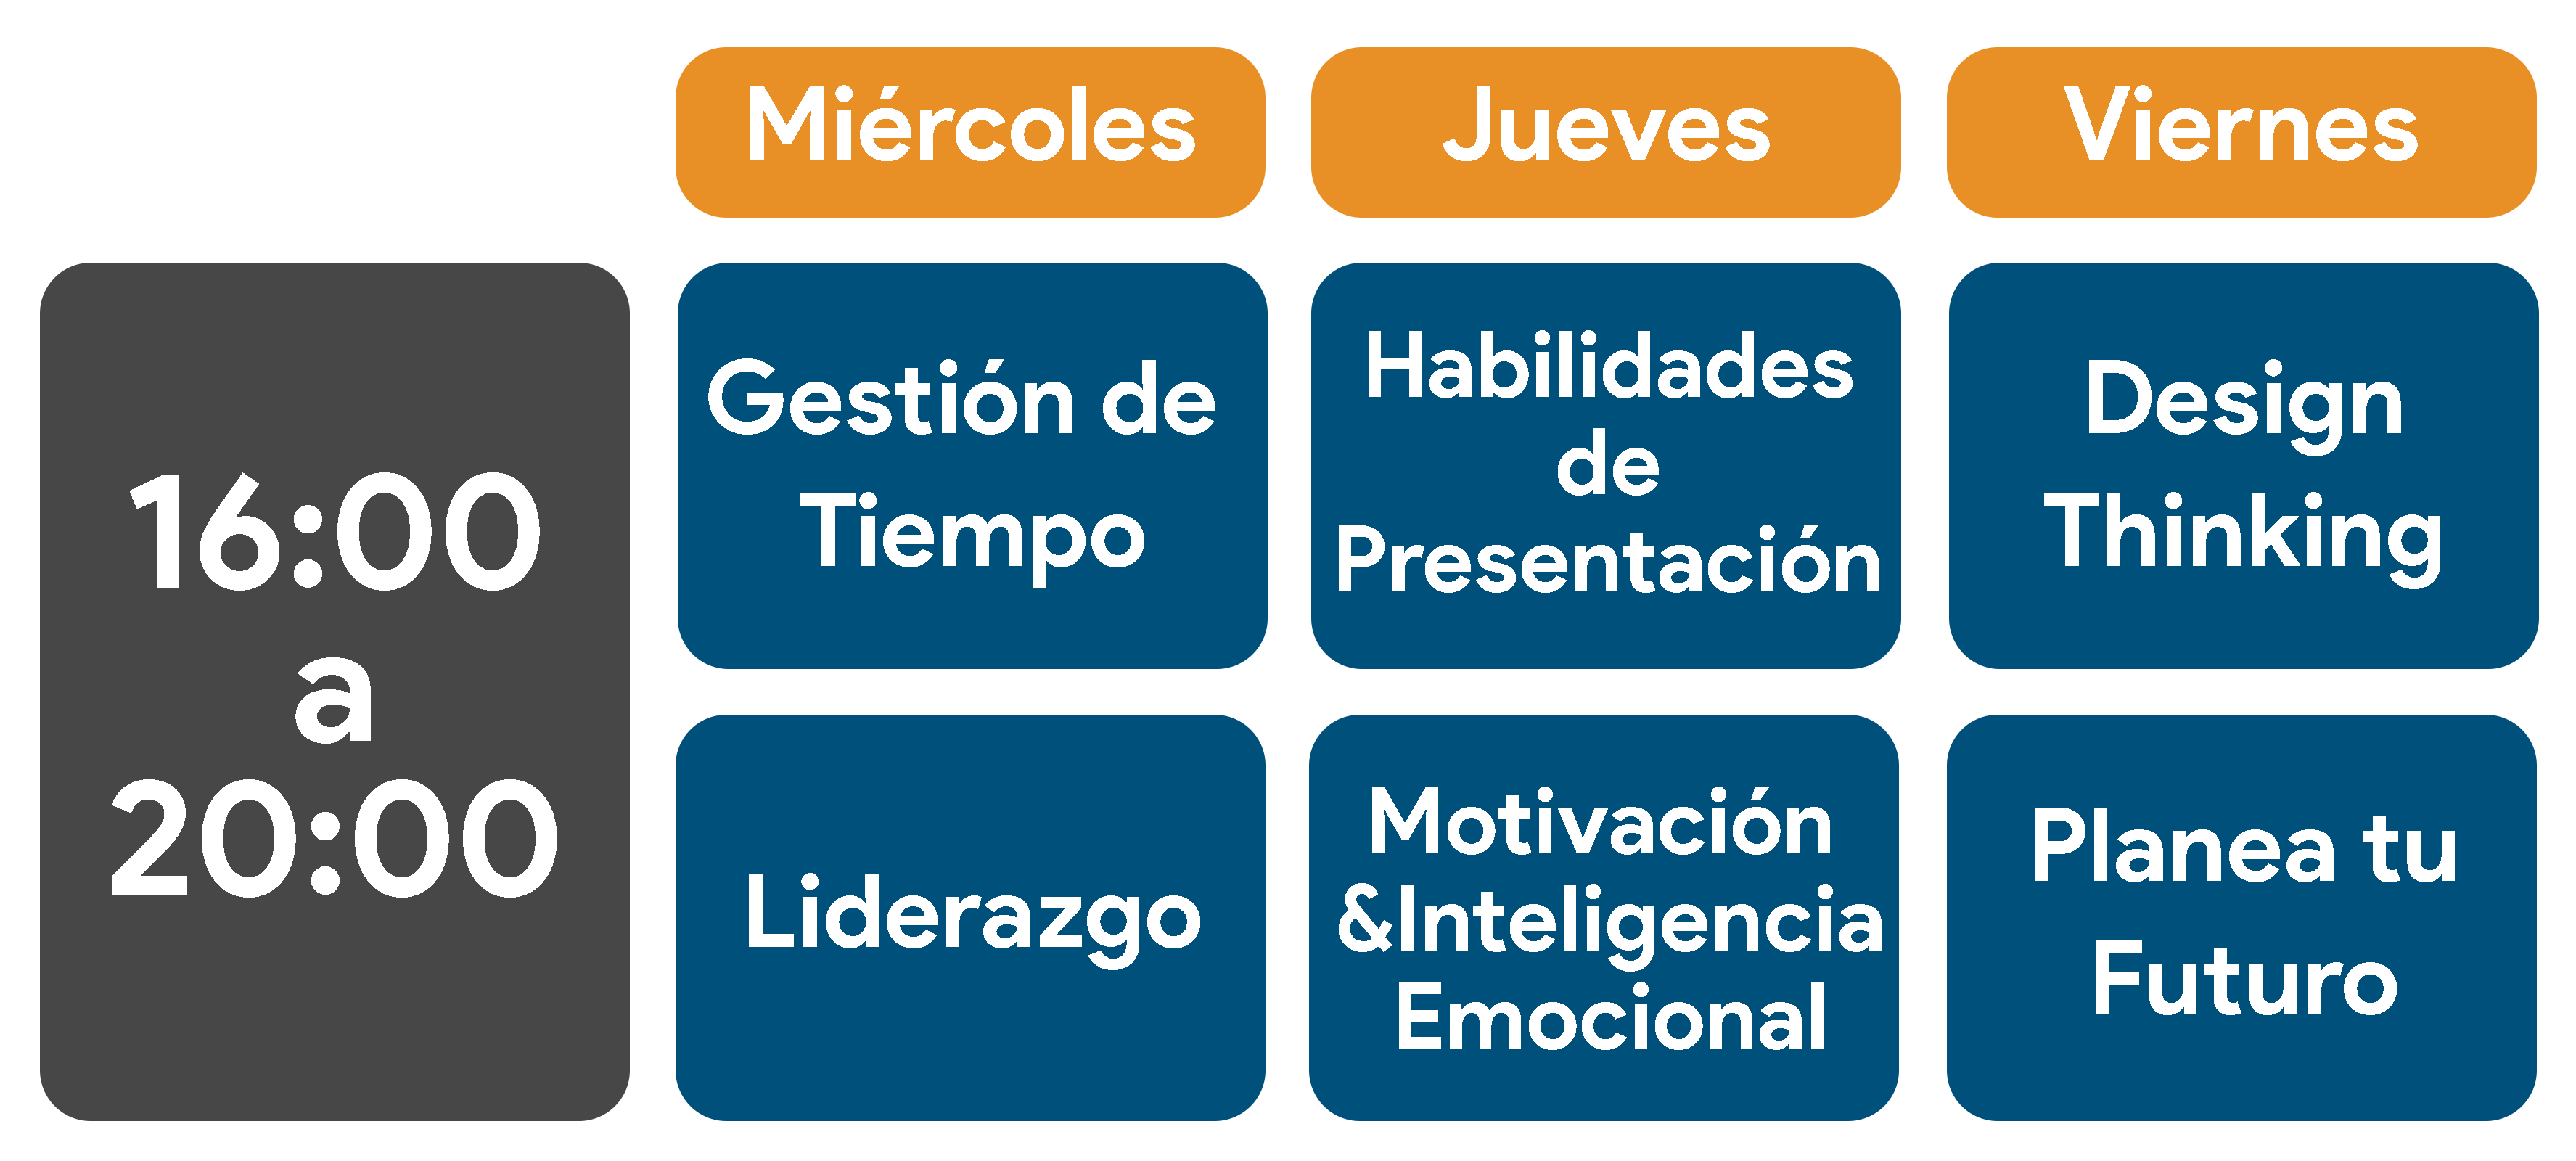 Miércoles
Jueves
Viernes
16:00
a
20:00
Gestión de
Tiempo
Habilidades
de
Presentación
Design
Thinking
Liderazgo
Motivación
&Inteligencia
Emocional
Planea tu
Futuro